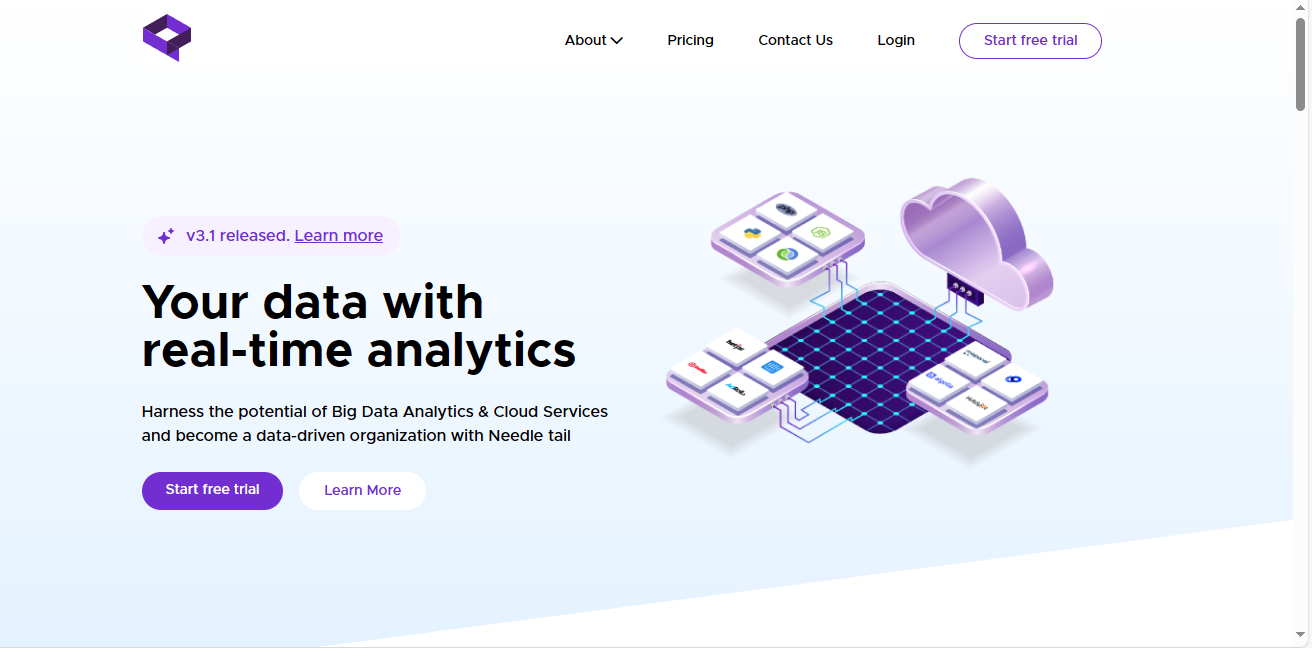 About
Pricing
Contact Us
Login
Start free trial
v3.1 released. Learn more
Your data with
real-time analytics
Harness the potential of Big Data Analytics & Cloud Services
and become a data-driven organization with Needle tail
Start free trial
Learn More
php